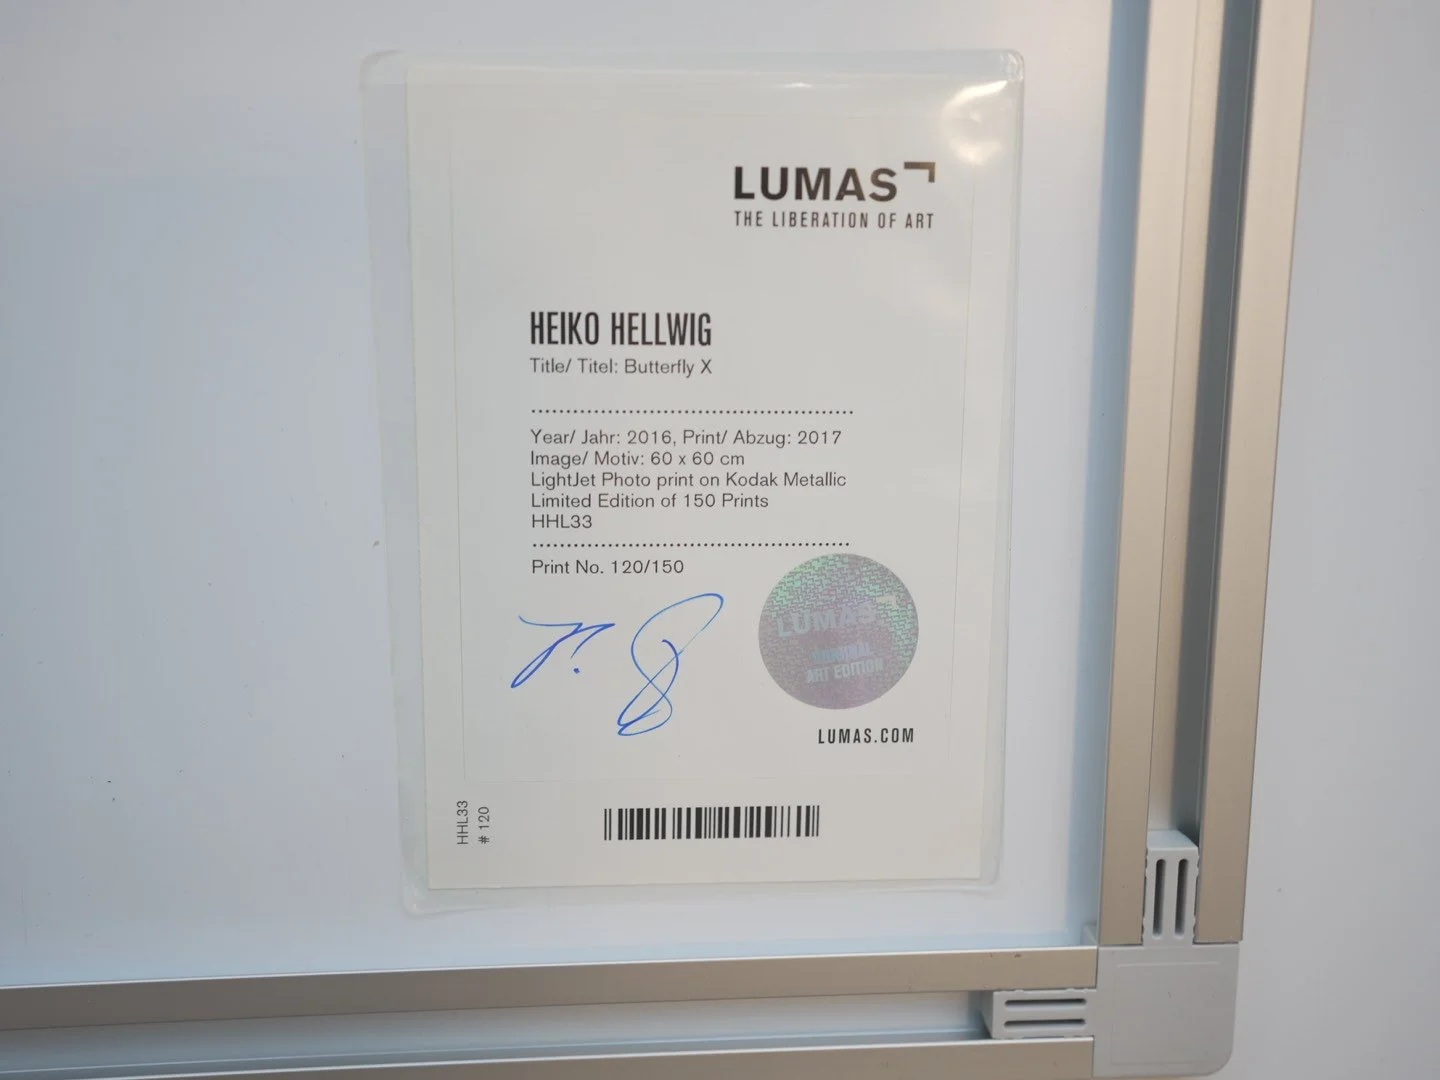 LUMAS
THE LIBERATION OF ART
HEIKO HELLWIG
Title/ Titel: Butterfly X
Year/ Jahr: 2016, Print/ Abzug: 2017
Image/ Motiv: 60 x 60 cm
LightJet Photo print on Kodak Metallic
Limited Edition of 150 Prints
HHL33
Print No. 120/150
LUMAS
ORIGINAL
ART EDITION
LUMAS.COM
HHL33
# 120